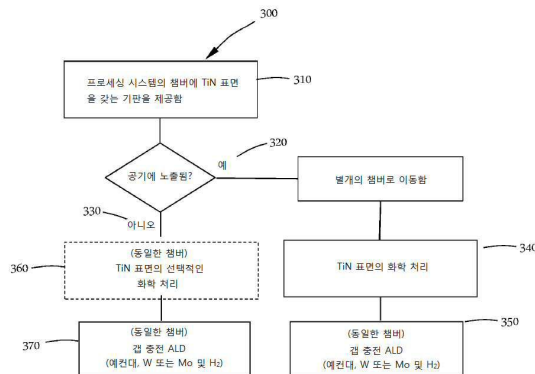 300
프로세싱 시스템의 챔버에 TiN 표면
을 갖는 기판을 제공함
310
320
예
공기에 노출됨?
별개의 챔버로 이동함
330
아니오
340
(동일한 챔버)
TiN 표면의 선택적인
화학 처리
360
TiN 표면의 화학 처리
350
(동일한 챔버)
갭 충전 ALD
(예컨대, W 또는 Mo 및 H₂)
370
(동일한 챔버)
갭 충전 ALD
(예컨대, W 또는 Mo 및 H₂)